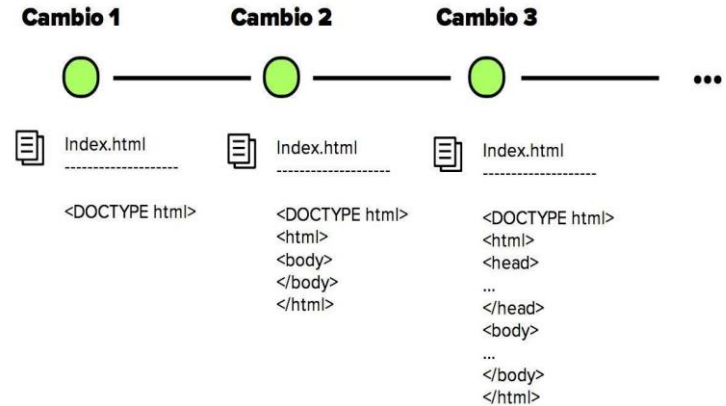 Cambio 1
Cambio 2
Cambio 3
...
Index.html
--------------------
<DOCTYPE html>
Index.html
--------------------
<DOCTYPE html>
<html>
<body>
</body>
</html>
Index.html
--------------------
<DOCTYPE html>
<html>
<head>
...
</head>
<body>
...
</body>
</html>